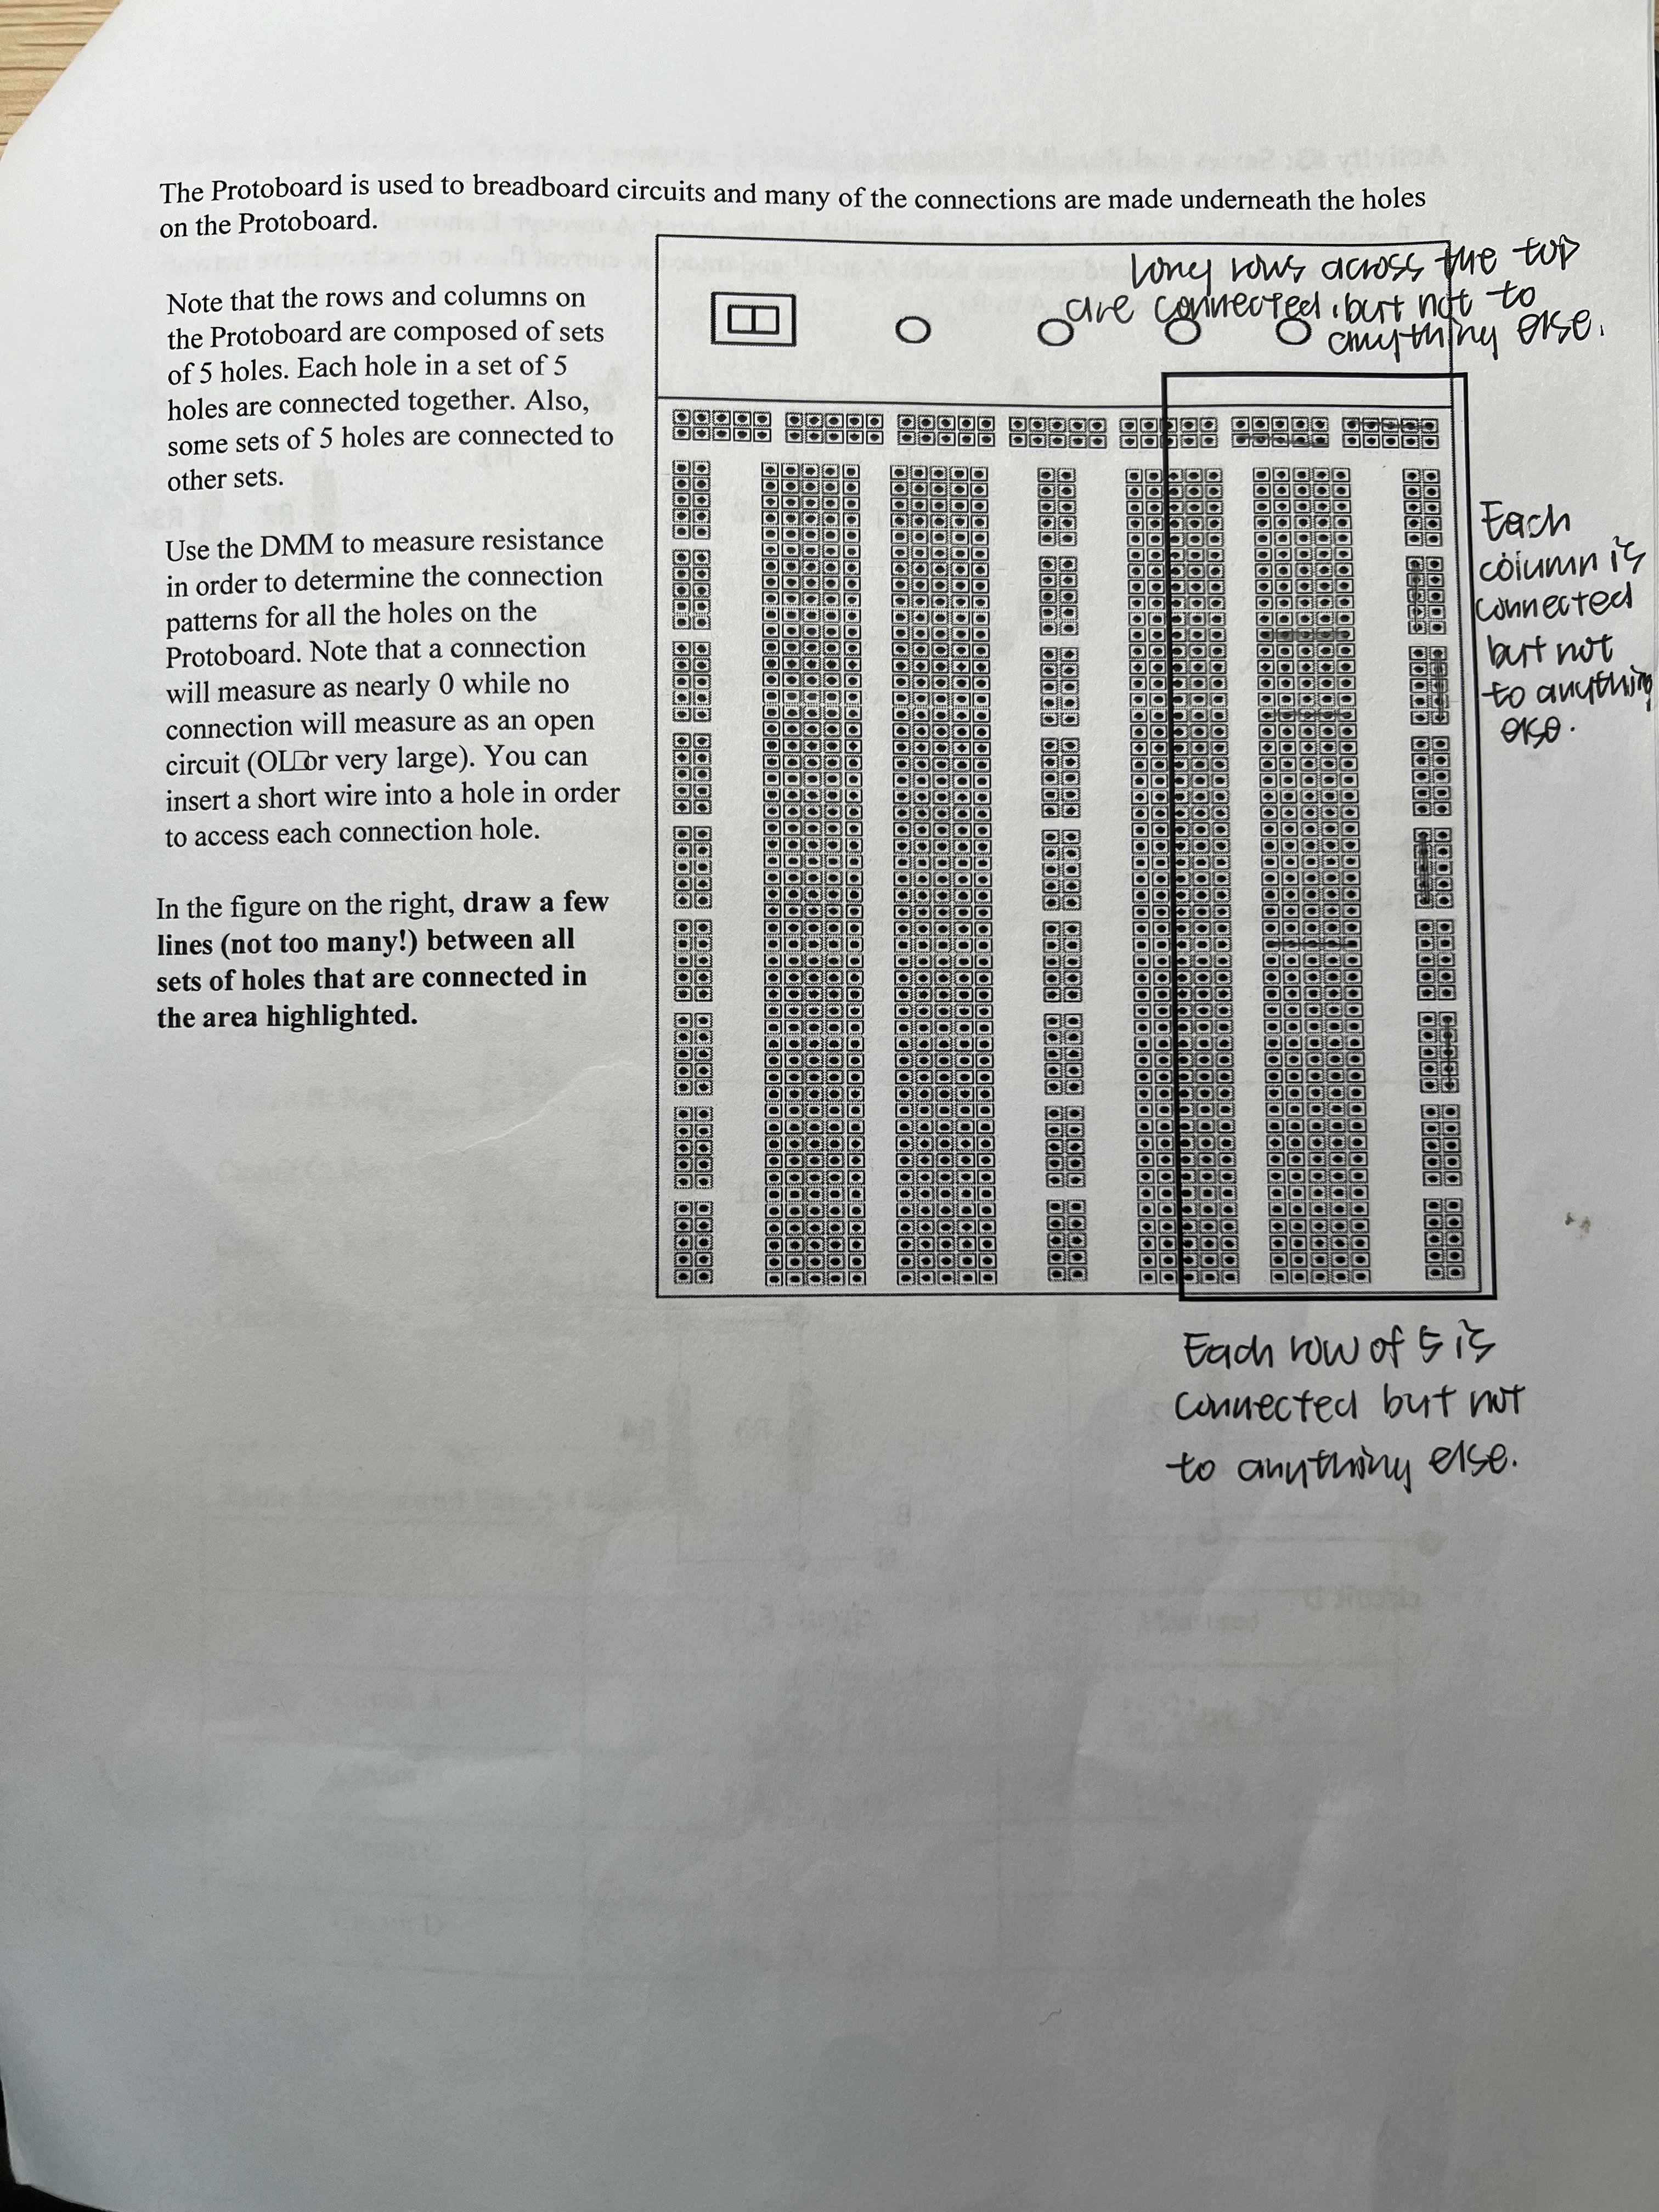 The Protoboard is used to breadboard circuits and many of the connections are made underneath the holes
on the Protoboard.
Note that the rows and columns on
the Protoboard are composed of sets
of 5 holes. Each hole in a set of 5
holes are connected together. Also,
some sets of 5 holes are connected to
other sets.
Use the DMM to measure resistance
in order to determine the connection
patterns for all the holes on the
Protoboard. Note that a connection
will measure as nearly 0 while no
connection will measure as an open
circuit (OL□or very large). You can
insert a short wire into a hole in order
to access each connection hole.
In the figure on the right, draw a few
lines (not too many!) between all
sets of holes that are connected in
the area highlighted.
long rows across the top
are connected, but not to
anything else.
Each
column is
connected
but not
to anything
else.
Each row of 5 is
connected but not
to anything else.